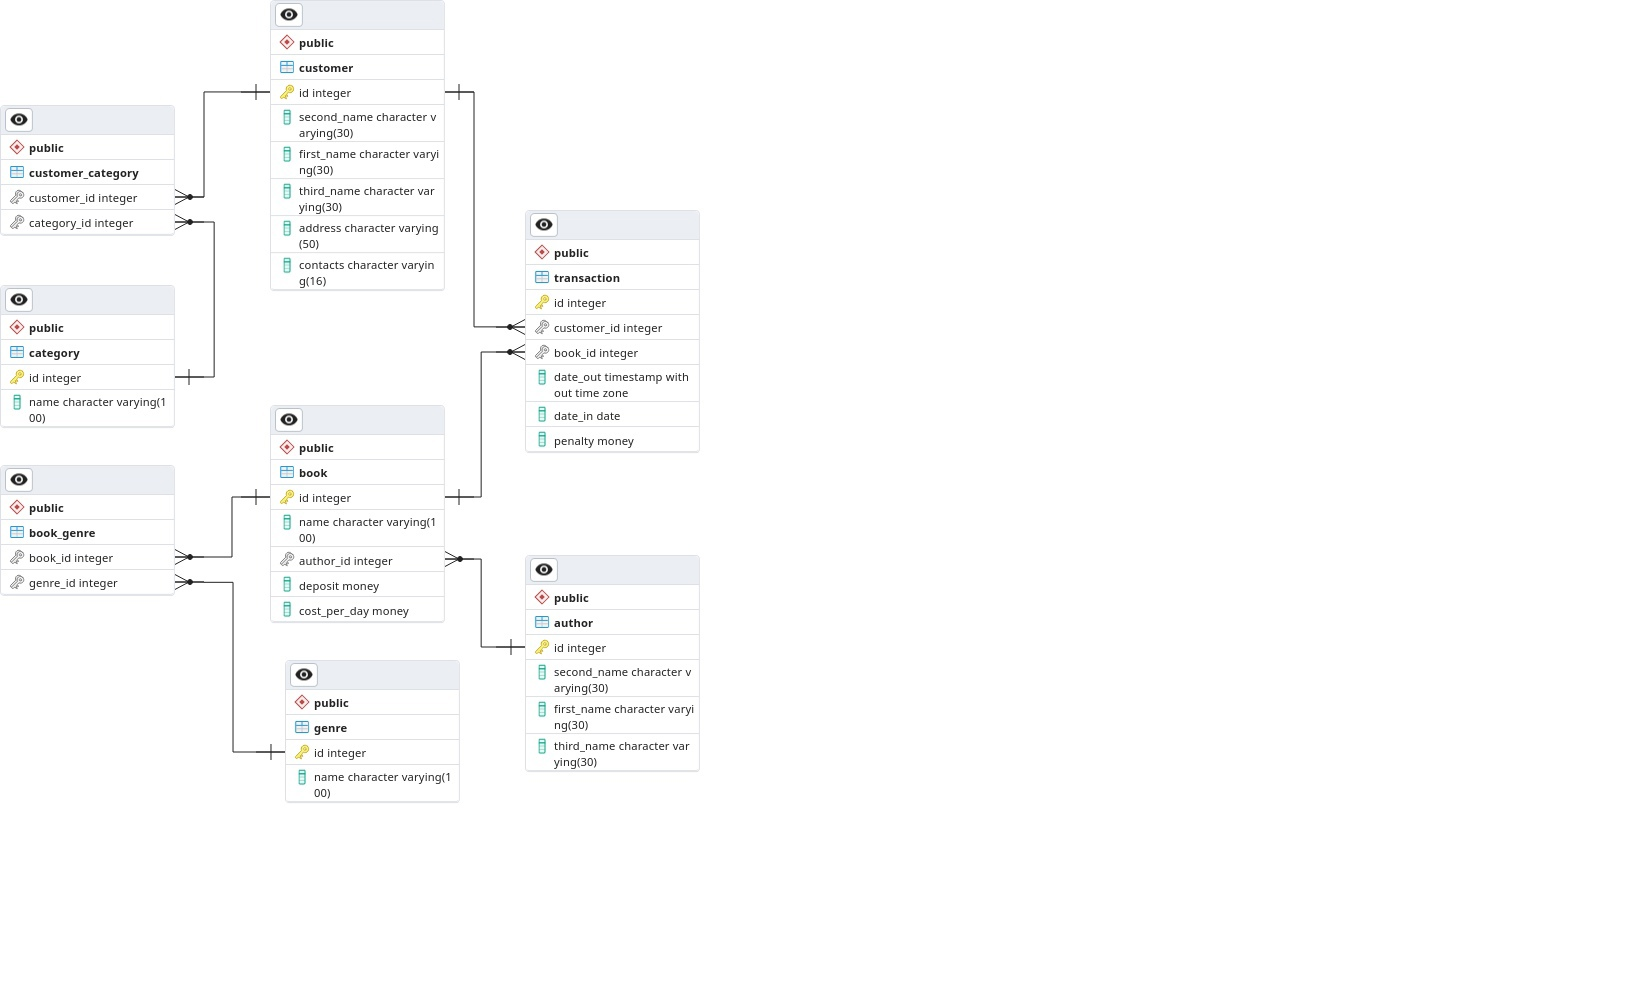 public
customer
id integer
second_name character v
arying(30)
first_name character varyi
ng(30)
third_name character var
ying(30)
address character varying
(50)
contacts character varyin
g(16)
public
customer_category
customer_id integer
category_id integer
public
category
id integer
name character varying(1
00)
public
transaction
id integer
customer_id integer
book_id integer
date_out timestamp with
out time zone
date_in date
penalty money
public
book
id integer
name character varying(1
00)
author_id integer
deposit money
cost_per_day money
public
book_genre
book_id integer
genre_id integer
public
author
id integer
second_name character v
arying(30)
first_name character varyi
ng(30)
third_name character var
ying(30)
public
genre
id integer
name character varying(1
00)